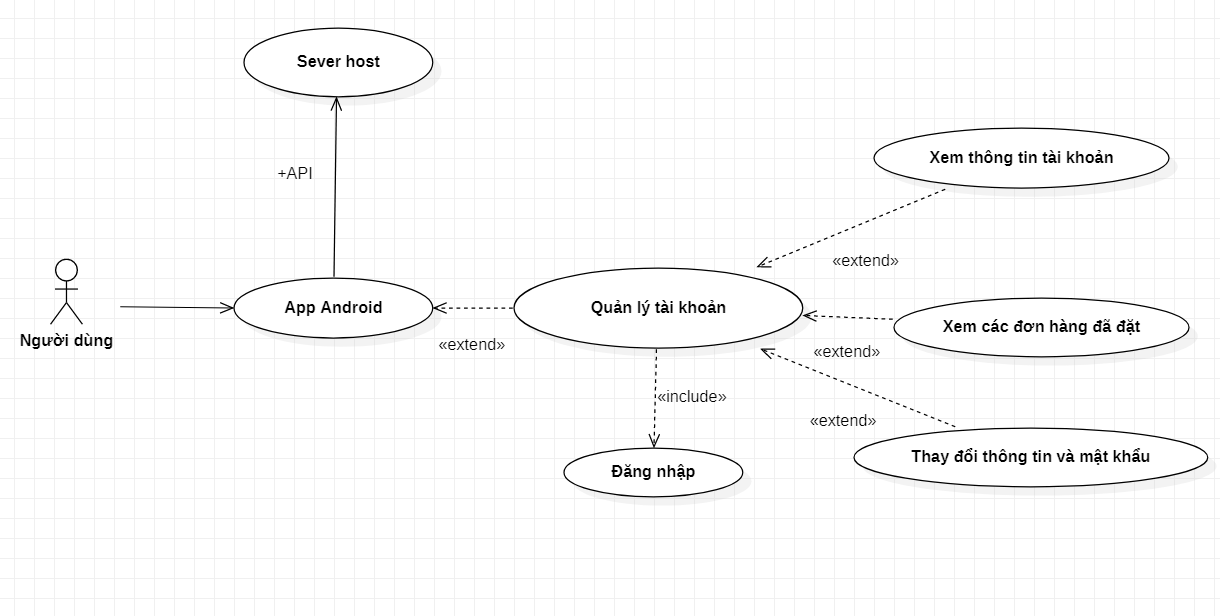 Sever host
+API
Xem thông tin tài khoản
«extend»
App Android
Người dùng
«extend»
Quản lý tài khoản
Xem các đơn hàng đã đặt
«extend»
«include»
«extend»
Thay đổi thông tin và mật khẩu
Đăng nhập